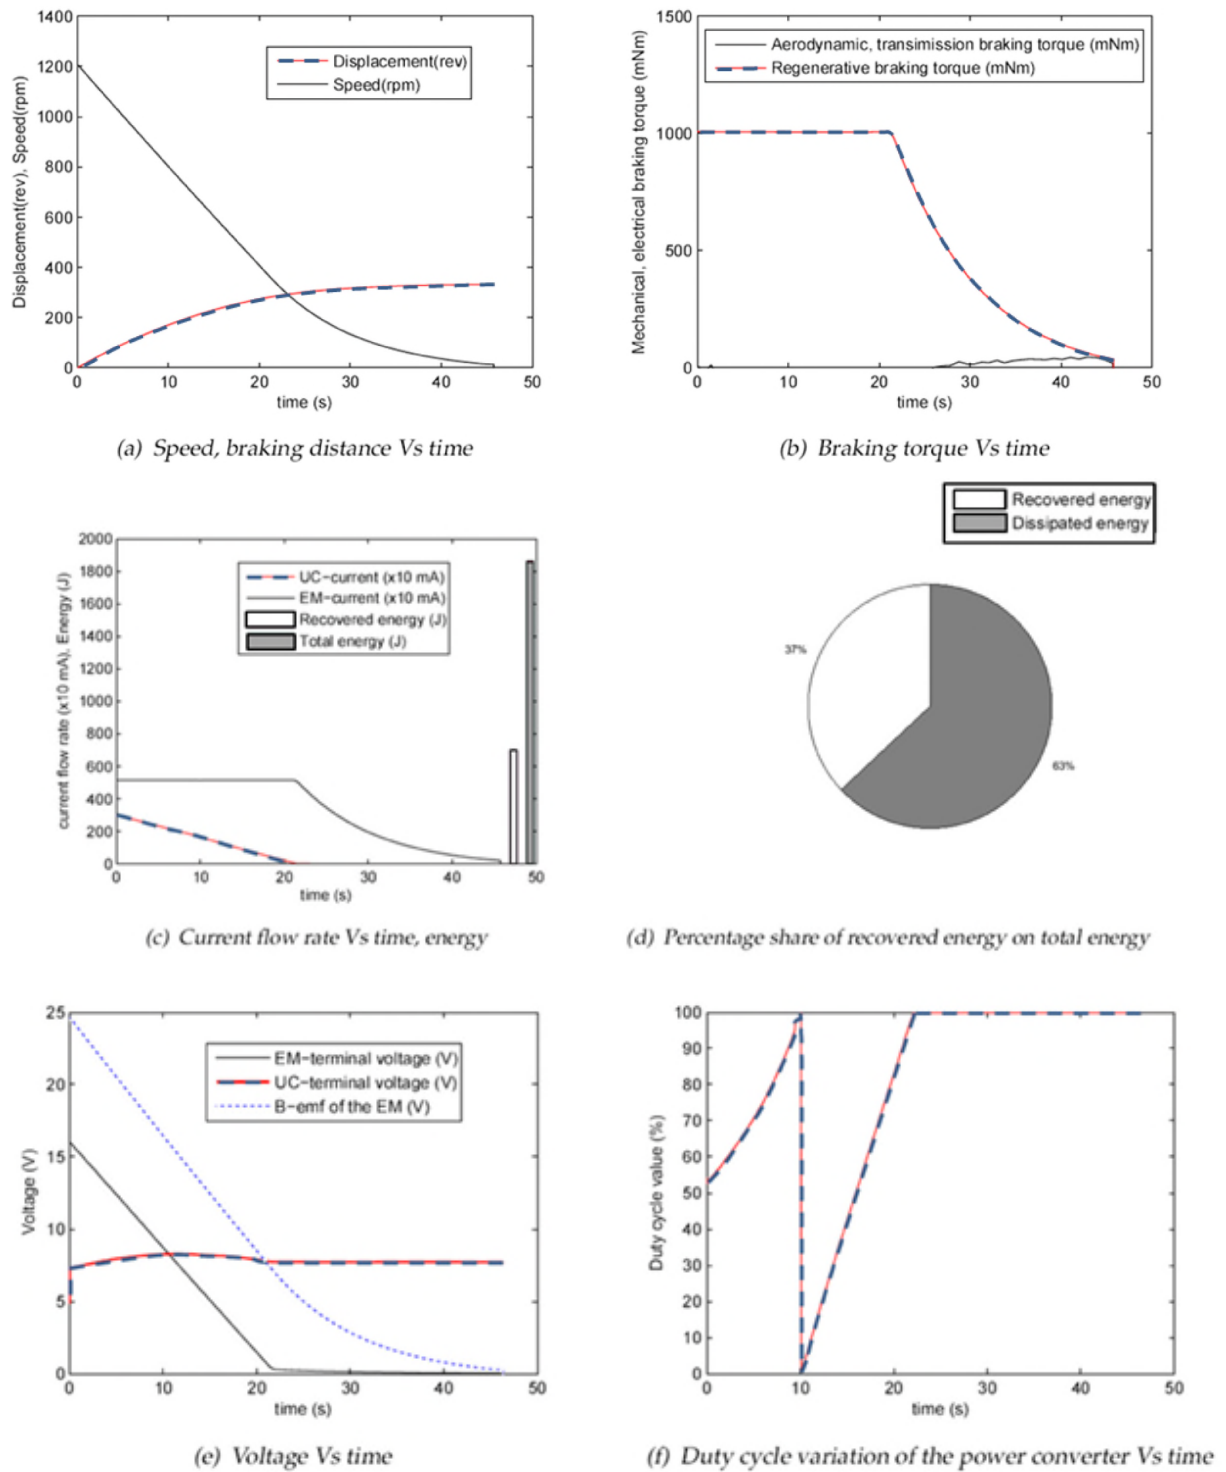 1400
1200
1000
800
600
400
200
0
0 10 20 30 40 50
Displacement(rev), Speed(rpm)
time (s)
Displacement(rev)
Speed(rpm)
(a) Speed, braking distance Vs time
1500
1000
500
0
0 10 20 30 40 50
Mechanical, electrical braking torque (mNm)
time (s)
Aerodynamic, transimission braking torque (mNm)
Regenerative braking torque (mNm)
(b) Braking torque Vs time
2000
1800
1600
1400
1200
1000
800
600
400
200
0
0 10 20 30 40 50
current flow rate (x10 mA), Energy (J)
time (s)
UC-current (x10 mA)
EM-current (x10 mA)
Recovered energy (J)
Total energy (J)
(c) Current flow rate Vs time, energy
Recovered energy
Dissipated energy
37%
63%
(d) Percentage share of recovered energy on total energy
25
20
15
10
5
0
0 10 20 30 40 50
Voltage (V)
time (s)
EM-terminal voltage (V)
UC-terminal voltage (V)
B-emf of the EM (V)
(e) Voltage Vs time
100
90
80
70
60
50
40
30
20
10
0
0 10 20 30 40 50
Duty cycle value (%)
time (s)
(f) Duty cycle variation of the power converter Vs time